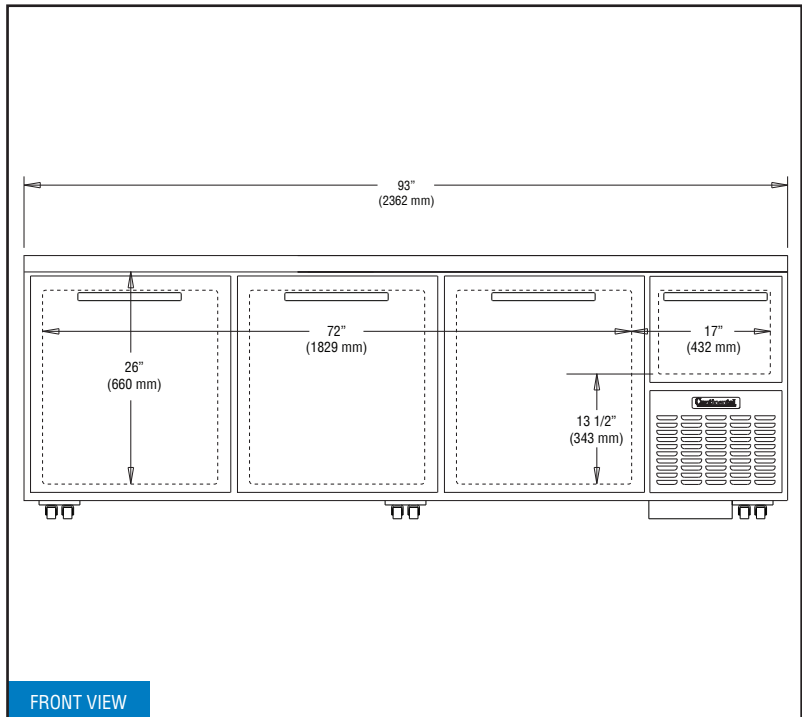 93”
(2362 mm)
72”
(1829 mm)
17”
(432 mm)
26”
(660 mm)
13 1/2”
(343 mm)
Continental
FRONT VIEW